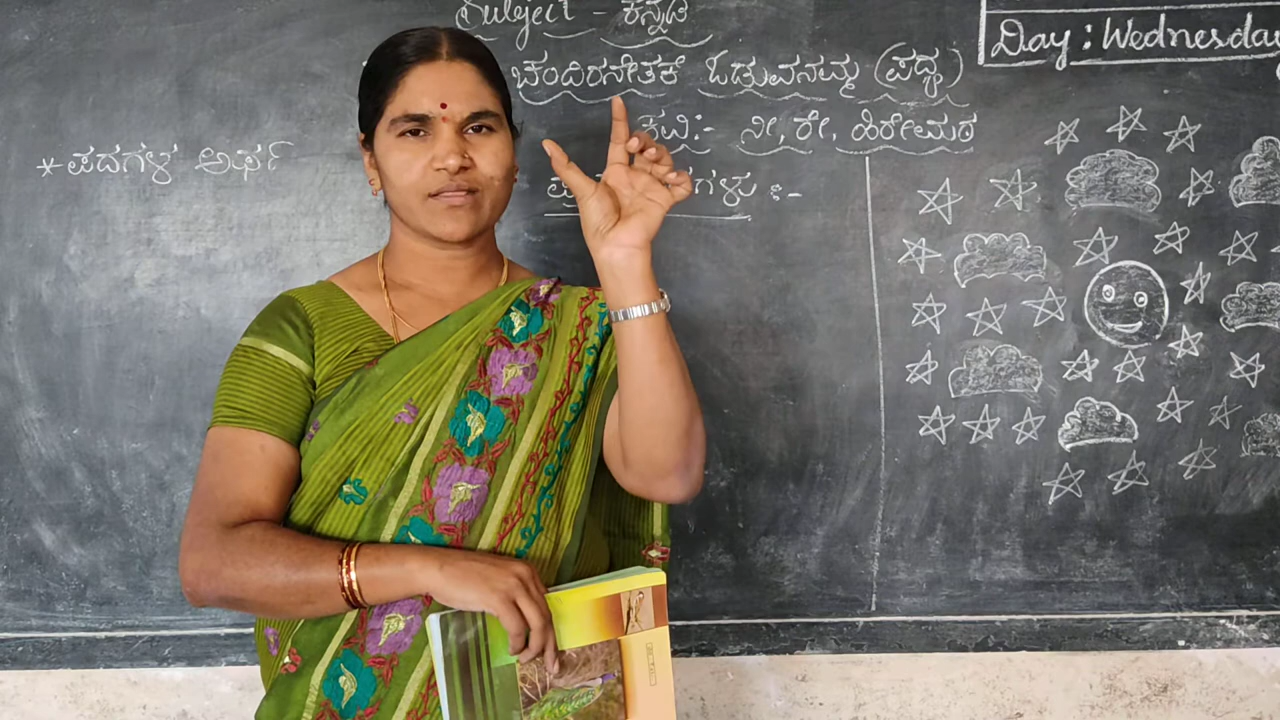 Subject - ಕನ್ನಡ
Day : Wednesday
ಚಂದಿರನೇತಕೆ ಓಡುವನಮ್ಮ (ಪದ್ಯ)
ಕವಿ:- ನೀ, ರೇ, ಹಿರೇಮಠ
*ಪದಗಳ ಅರ್ಥ